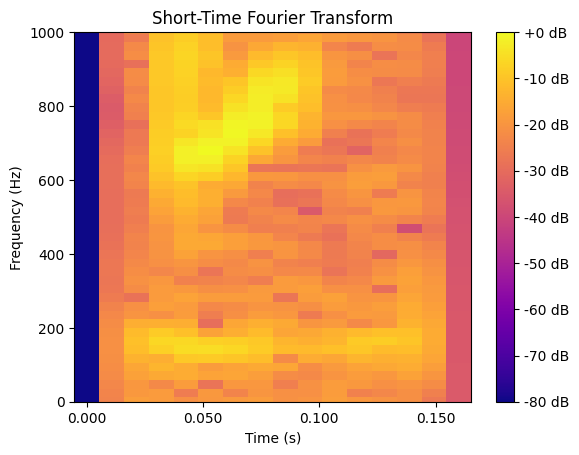 Short-Time Fourier Transform
1000
800
600
400
200
0
Frequency (Hz)
0.000
0.050
0.100
0.150
Time (s)
+0 dB
-10 dB
-20 dB
-30 dB
-40 dB
-50 dB
-60 dB
-70 dB
-80 dB